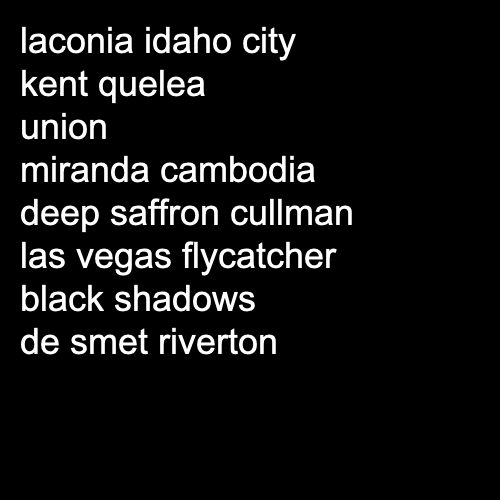 laconia idaho city
kent quelea
union
miranda cambodia
deep saffron cullman
las vegas flycatcher
black shadows
de smet riverton